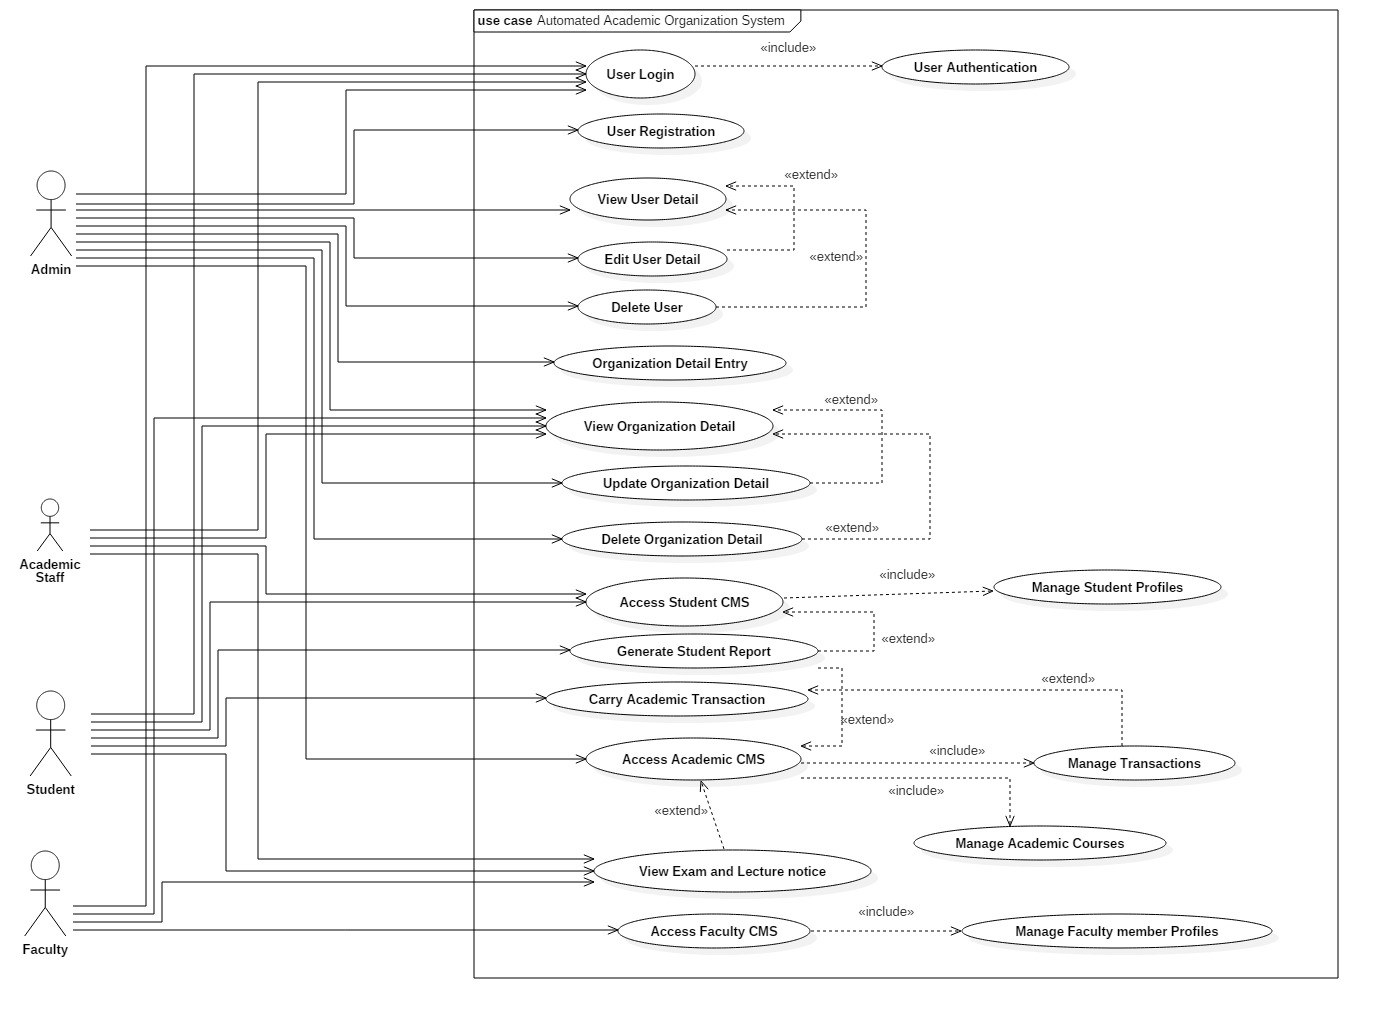 use case Automated Academic Organization System
«include»
User Login
User Authentication
User Registration
«extend»
View User Detail
Admin
Edit User Detail
«extend»
Delete User
Organization Detail Entry
«extend»
View Organization Detail
Update Organization Detail
«extend»
Delete Organization Detail
Academic
Staff
«include»
Access Student CMS
Manage Student Profiles
«extend»
Generate Student Report
«extend»
Carry Academic Transaction
«extend»
«include»
Access Academic CMS
Manage Transactions
Student
«include»
«extend»
Manage Academic Courses
View Exam and Lecture notice
«include»
Access Faculty CMS
Manage Faculty member Profiles
Faculty